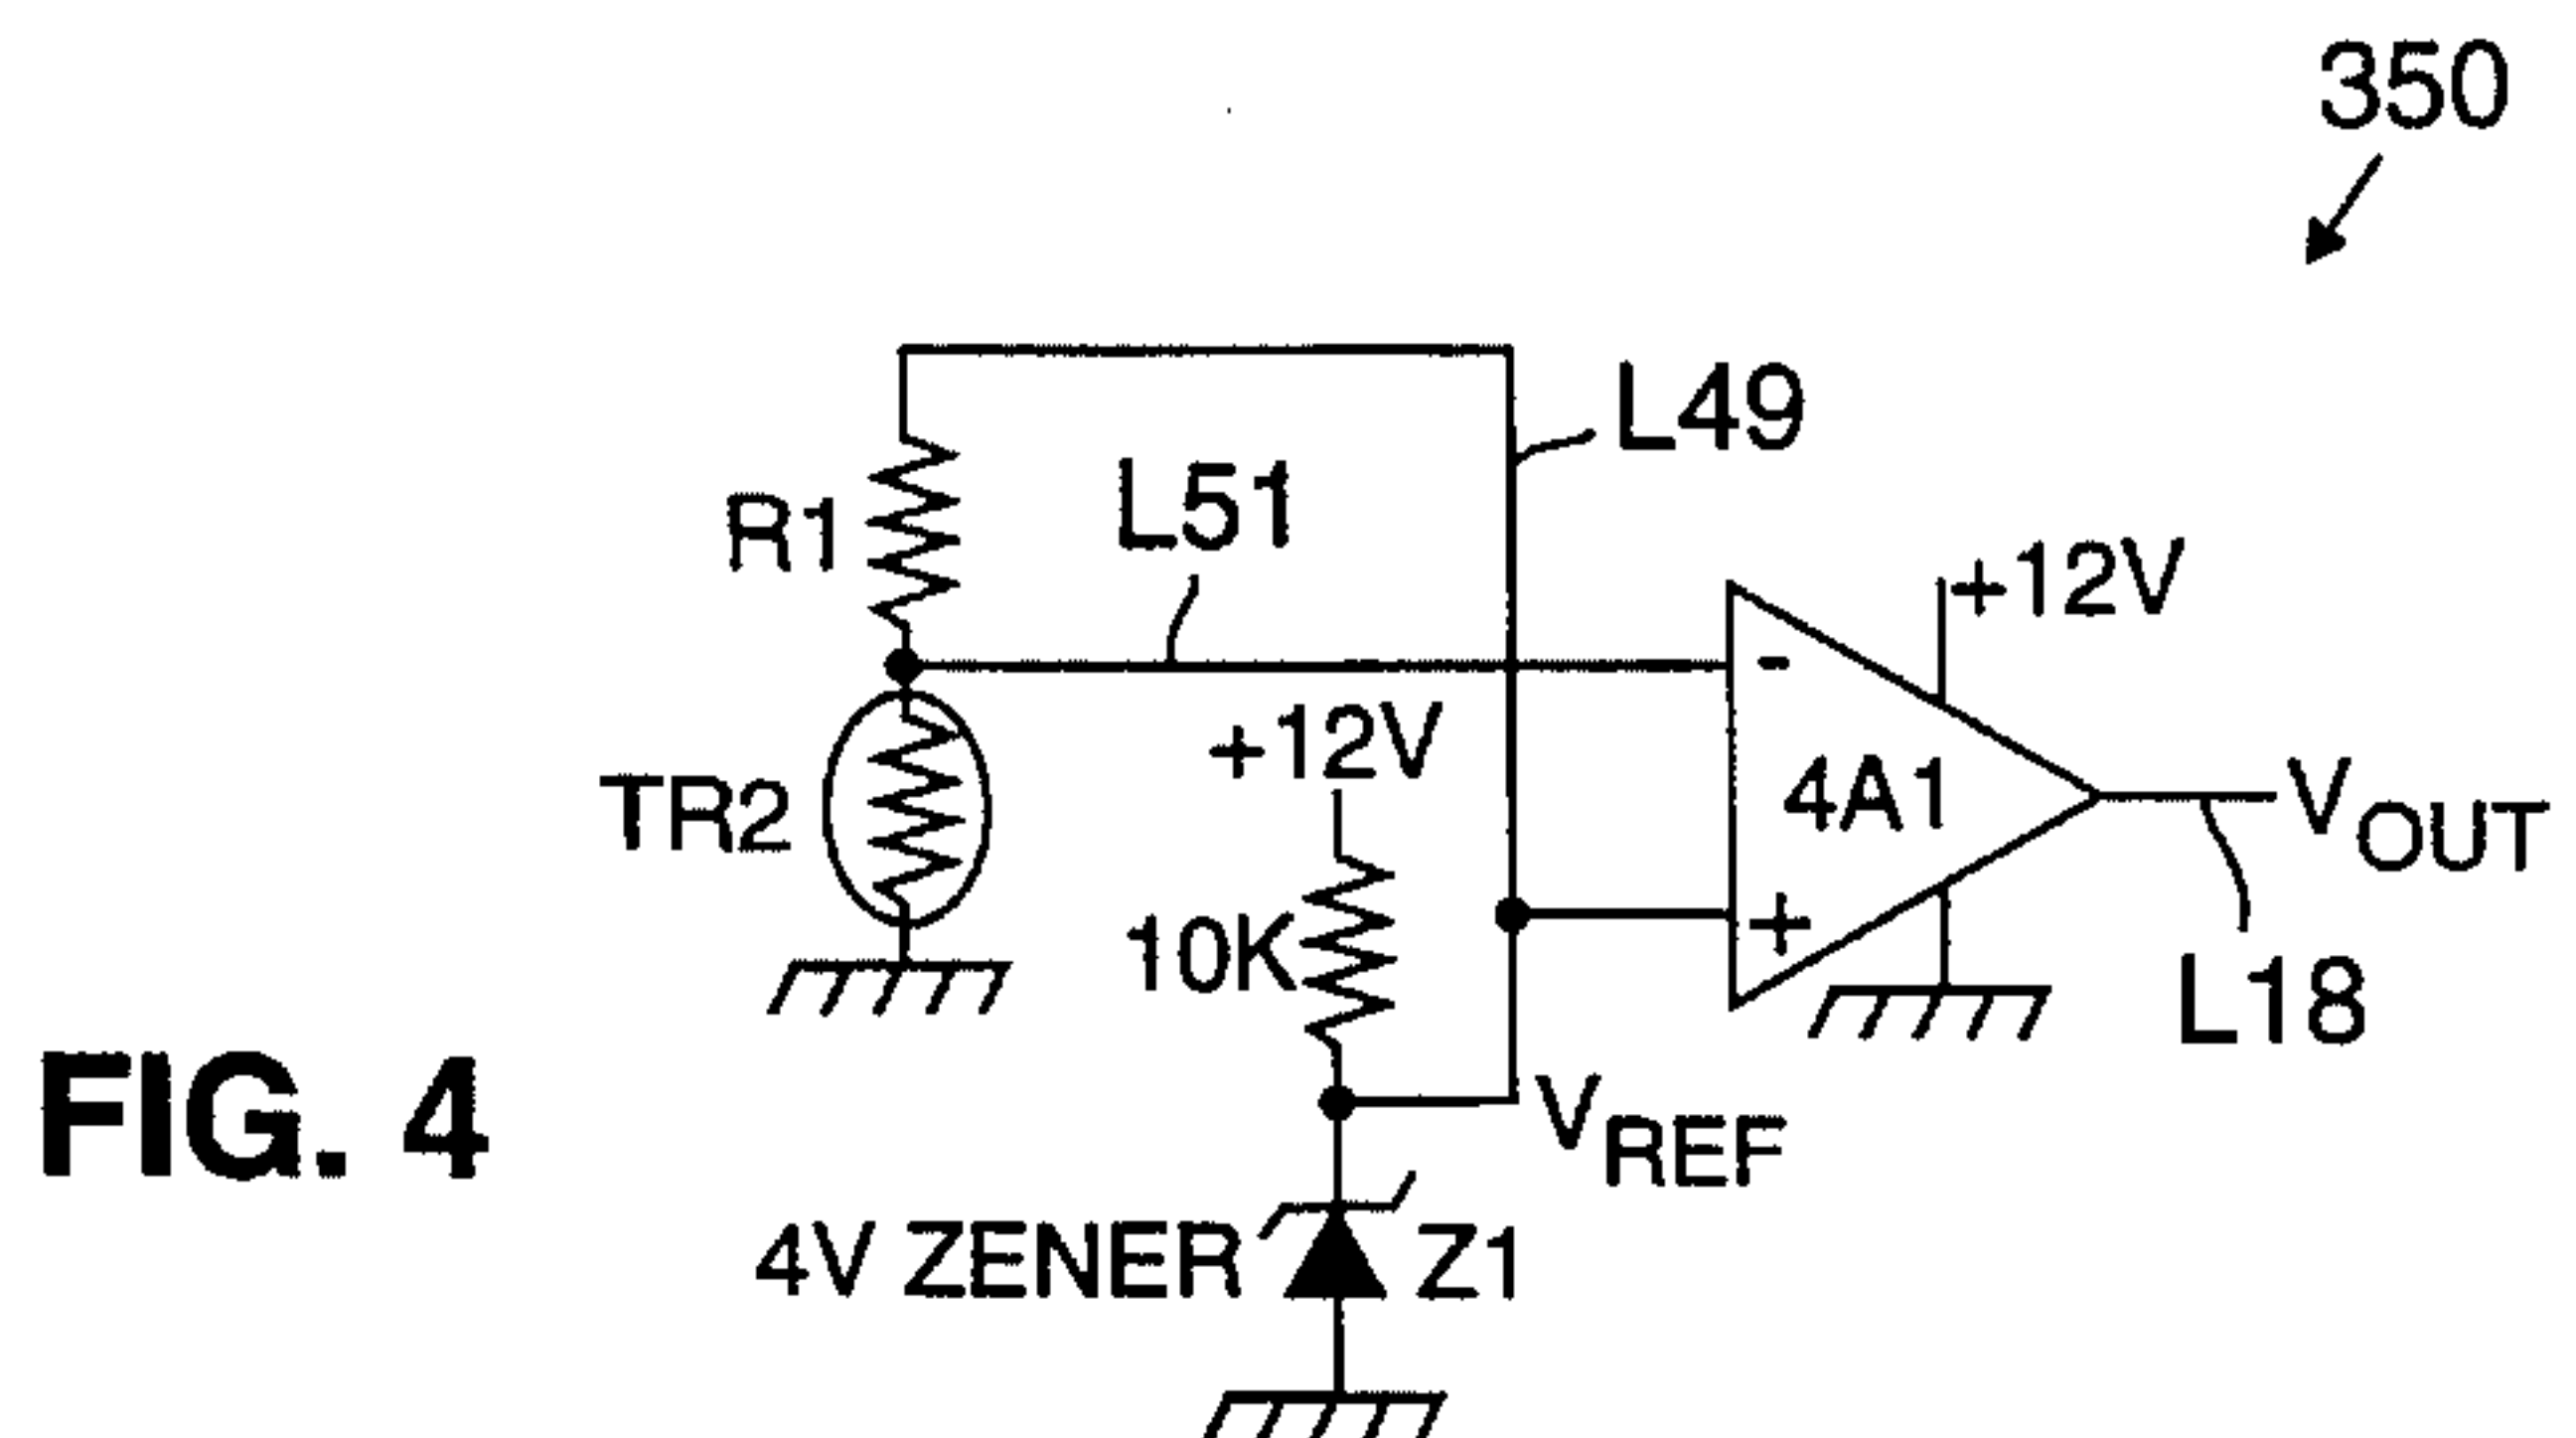 350
L49
L51
R1
+12V
-
+12V
4A1
VOUT
TR2
10K
+
L18
VREF
FIG. 4
4V ZENER
Z1